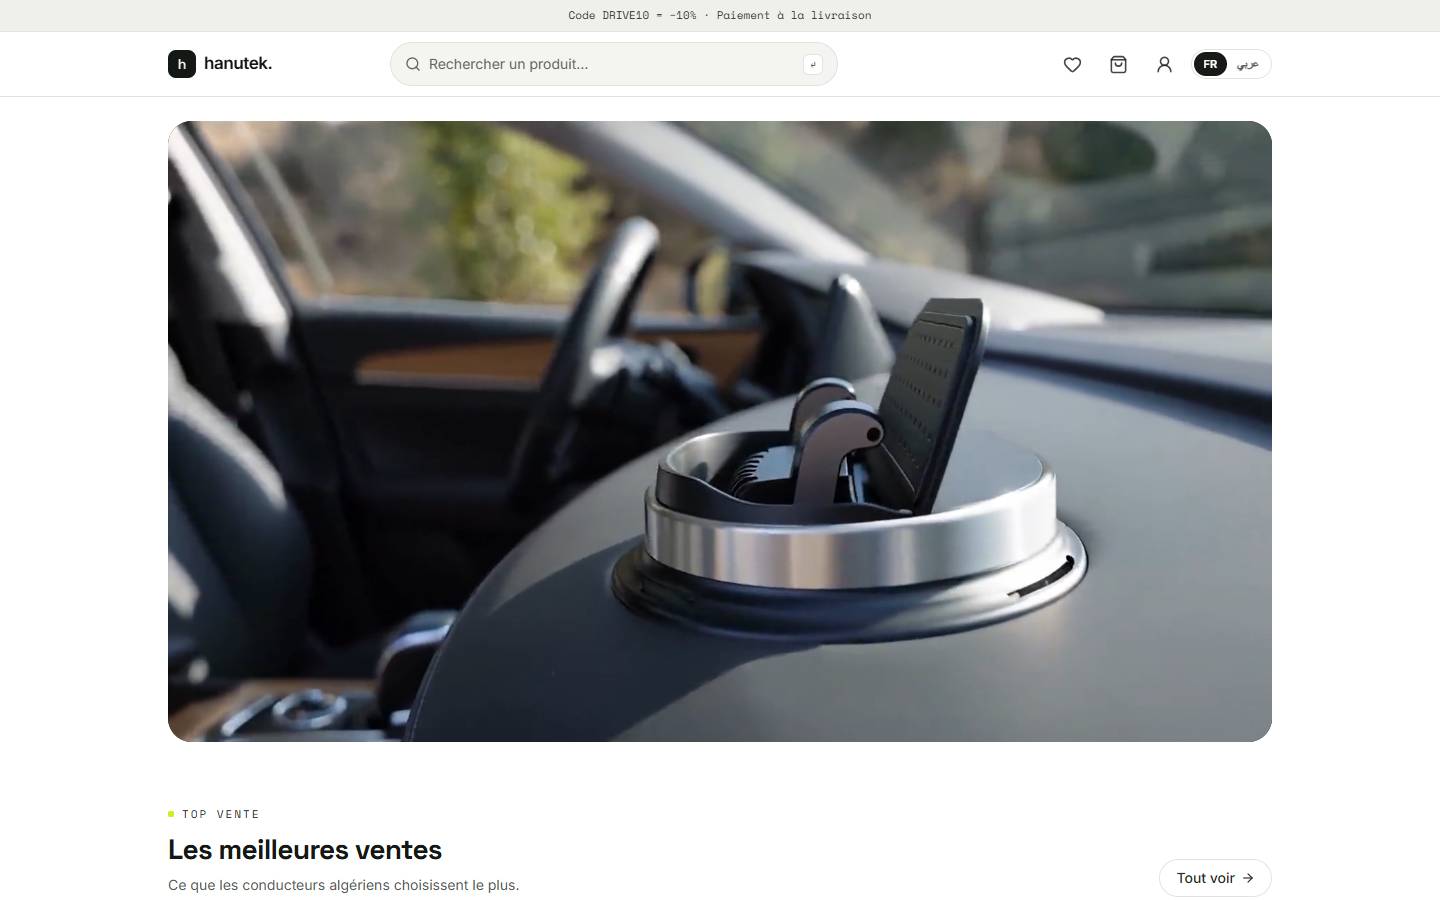 Code DRIVE10 = −10% · Paiement à la livraison
h hanutek.
Rechercher un produit...
FR عربي
TOP VENTE
Les meilleures ventes
Ce que les conducteurs algériens choisissent le plus.
Tout voir →